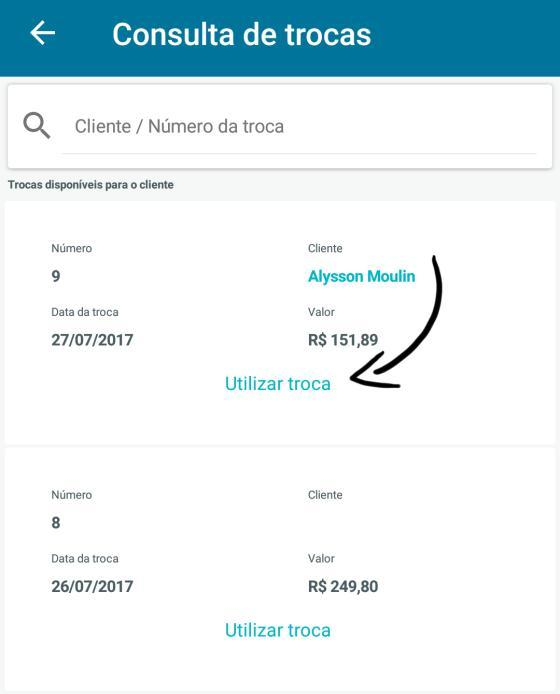 Consulta de trocas
Cliente / Número da troca
Trocas disponíveis para o cliente
Número Cliente
9 Alysson Moulin
Data da troca Valor
27/07/2017 R$ 151,89
Utilizar troca
Número Cliente
8
Data da troca Valor
26/07/2017 R$ 249,80
Utilizar troca